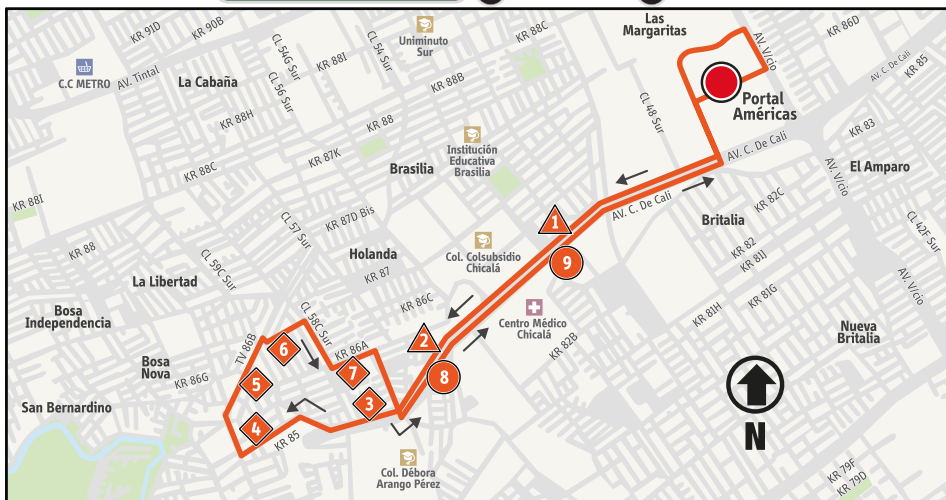 KR 91D
KR 90B
CL 54G Sur
CL 54 Sur
Uniminuto
Sur
KR 88C
Las
Margaritas
KR 86D
AV. V/cio
C.C METRO
AV. Tintal
La Cabaña
CL 56 Sur
KR 88I
KR 88B
AV. C. De Cali
KR 85
CL 48 Sur
Portal
Américas
KR 88H
KR 88
KR 83
Institución
Educativa
Brasilia
KR 87K
Brasilia
AV. C. De Cali
El Amparo
KR 88C
AV. V/cio
KR 88I
KR 82C
AV. C. De Cali
KR 87D Bis
CL 57 Sur
1
Britalia
CL 42F Sur
KR 88
CL 59C Sur
Holanda
Col. Colsubsidio
Chicalá
9
KR 82
KR 81J
La Libertad
KR 87
AV. V/cio
KR 86C
KR 81G
Bosa
Independencia
CL 58C Sur
Centro Médico
Chicalá
KR 81H
TV 86B
2
KR 82B
Nueva
Britalia
6
KR 86A
Bosa
Nova
KR 86G
5
7
8
San Bernardino
3
4
KR 85
N
Col. Débora
Arango Pérez
KR 79F
KR 79D